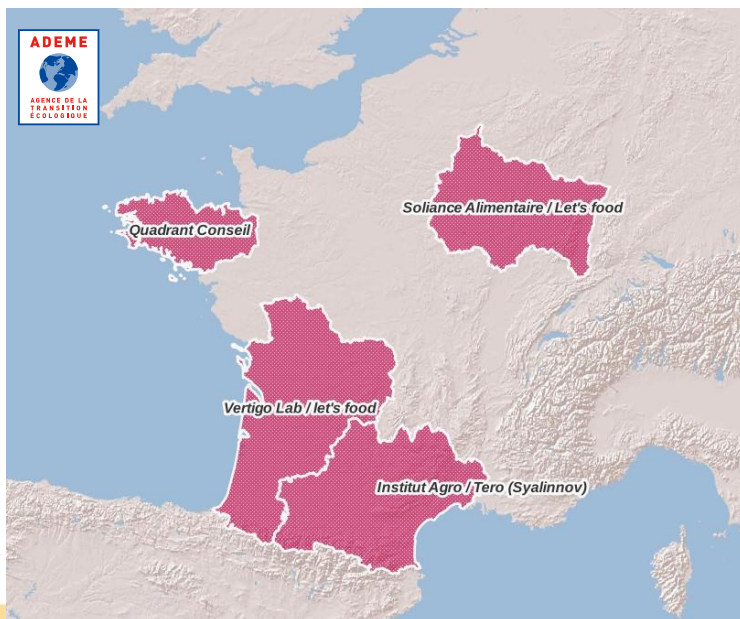 ADEME
AGENCE DE LA
TRANSITION
ÉCOLOGIQUE
Soliance Alimentaire / Let's food
Quadrant Conseil
Vertigo Lab / let's food
Institut Agro / Tero (Syalinnov)